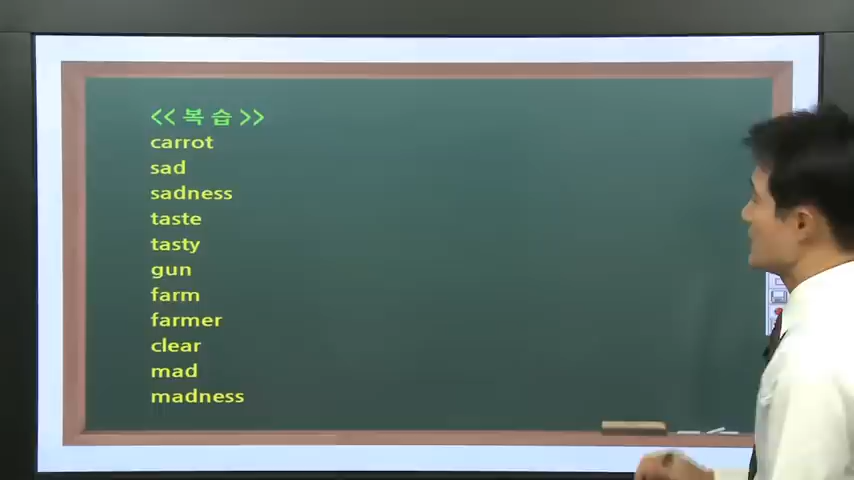 << 복 습 >>
carrot
sad
sadness
taste
tasty
gun
farm
farmer
clear
mad
madness